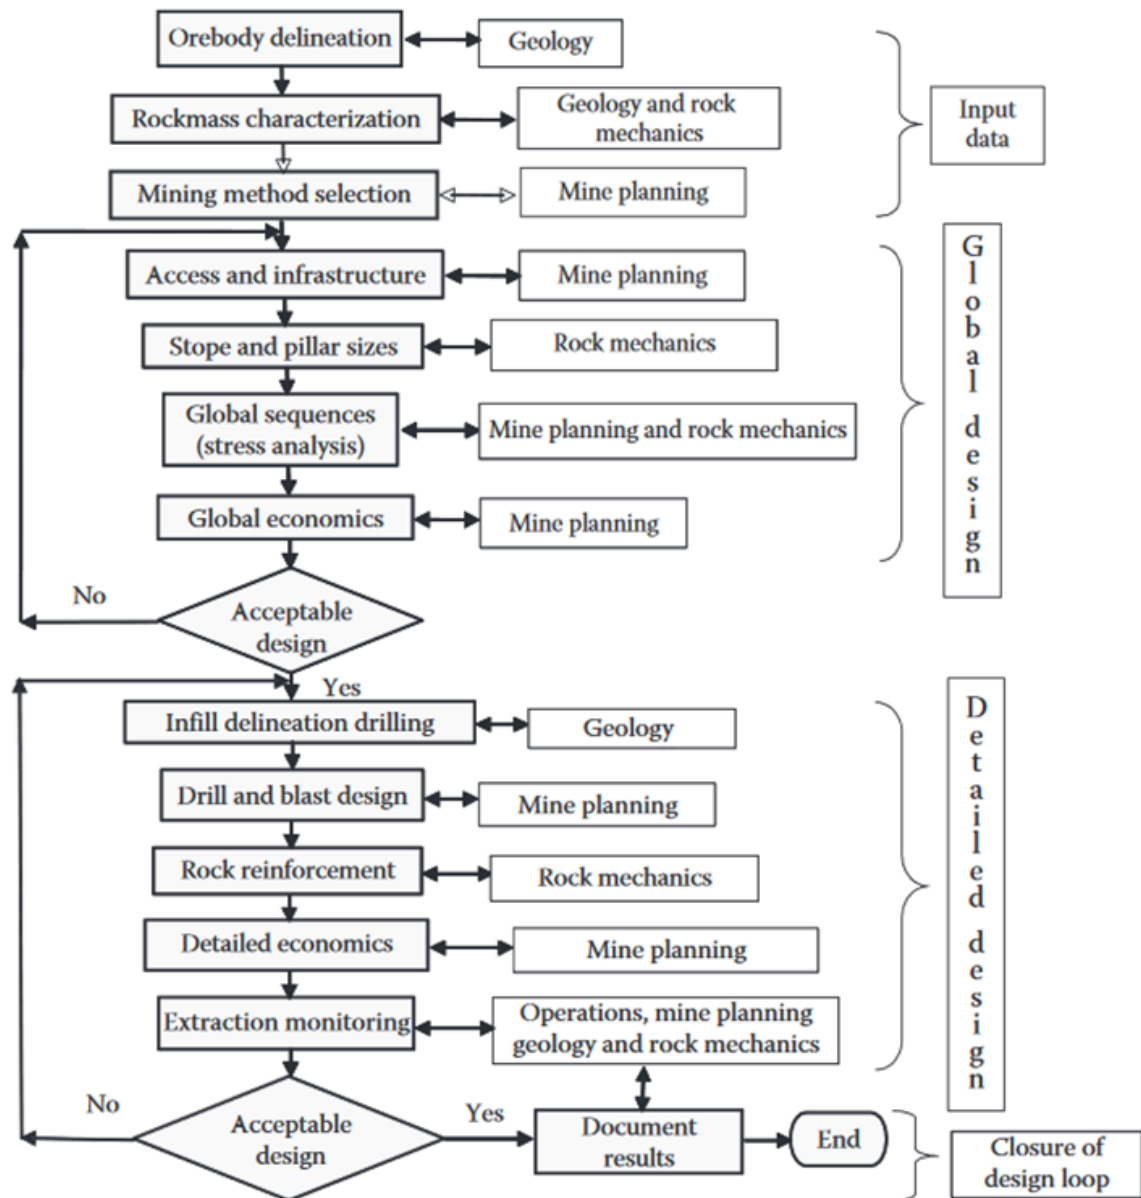 Orebody delineation
Geology
Rockmass characterization
Geology and rock
mechanics
Input
data
Mining method selection
Mine planning
Access and infrastructure
Mine planning
Stope and pillar sizes
Rock mechanics
Global sequences
(stress analysis)
Mine planning and rock mechanics
Global economics
Mine planning
Global design
No
Acceptable
design
Yes
Infill delineation drilling
Geology
Drill and blast design
Mine planning
Rock reinforcement
Rock mechanics
Detailed economics
Mine planning
Extraction monitoring
Operations, mine planning
geology and rock mechanics
Detailed design
No
Acceptable
design
Yes
Document
results
End
Closure of
design loop